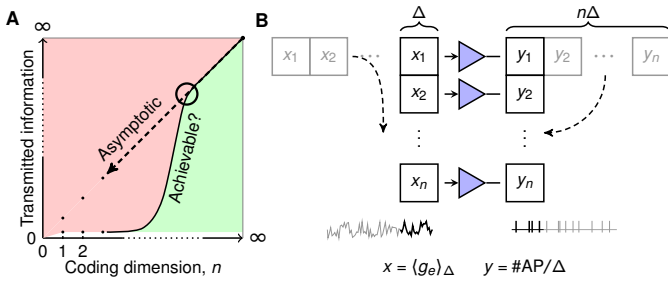 A
∞
Transmitted information
Asymptotic
Achievable?
0
0 1 2
∞
Coding dimension, n
B
Δ
nΔ
x₁ x₂ ... x₁ y₁ y₂ ... yₙ
x₂ y₂
⋮ ⋮
xₙ yₙ
x = ⟨gₑ⟩Δ y = #AP/Δ